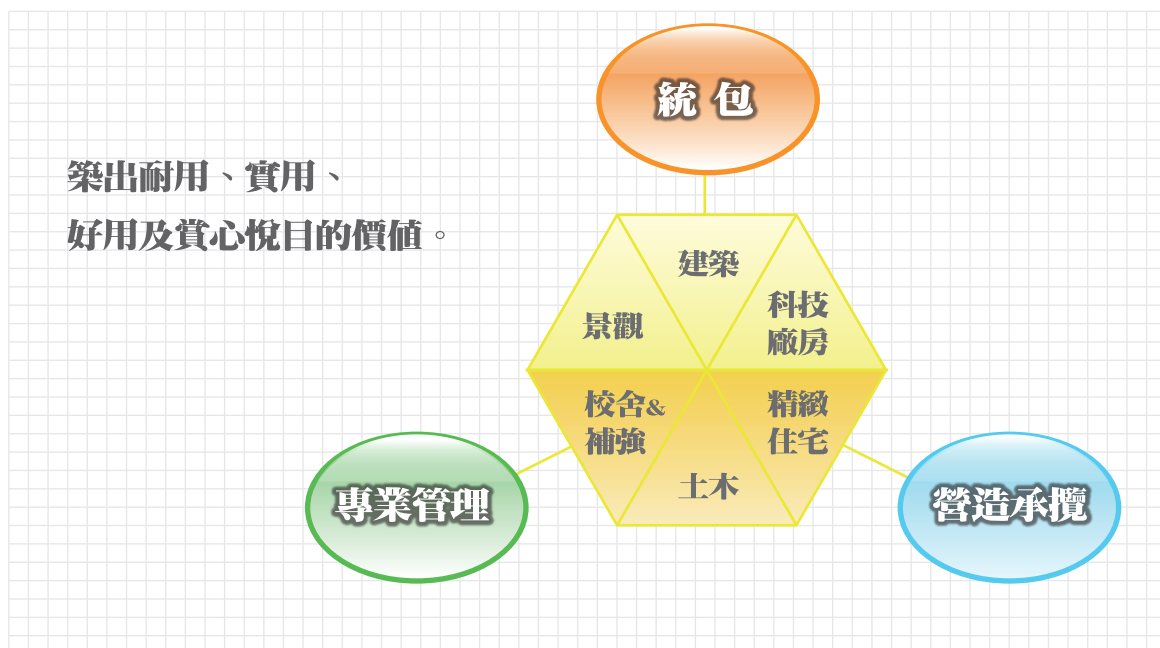 統包
築出耐用、實用、
好用及賞心悅目的價值。
建築
科技
廠房
景觀
校舍&
補強
精緻
住宅
土木
專業管理
營造承攬